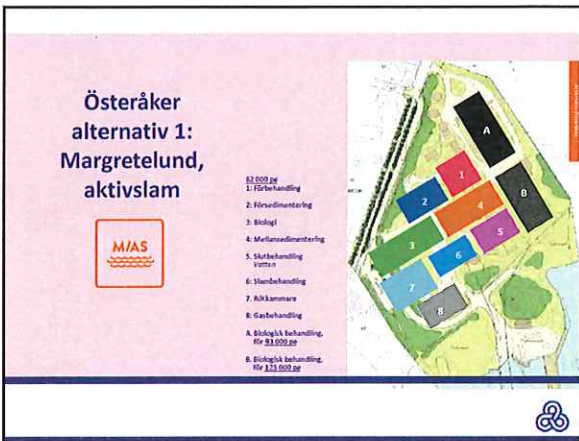 Österåker
alternativ 1:
Margretelund,
aktivslam
M/AS
62 000 pe
1: Förbehandling
2: Försedimentering
3: Biologi
4: Mellansedimentering
5. Slutbehandling
Vatten
6: Slambehandling
7. Rötkammare
8: Gasbehandling
A. Biologisk behandling,
för 93 000 pe
B. Biologisk behandling,
för 125 000 pe
A
1
B
2
4
3
5
6
7
8